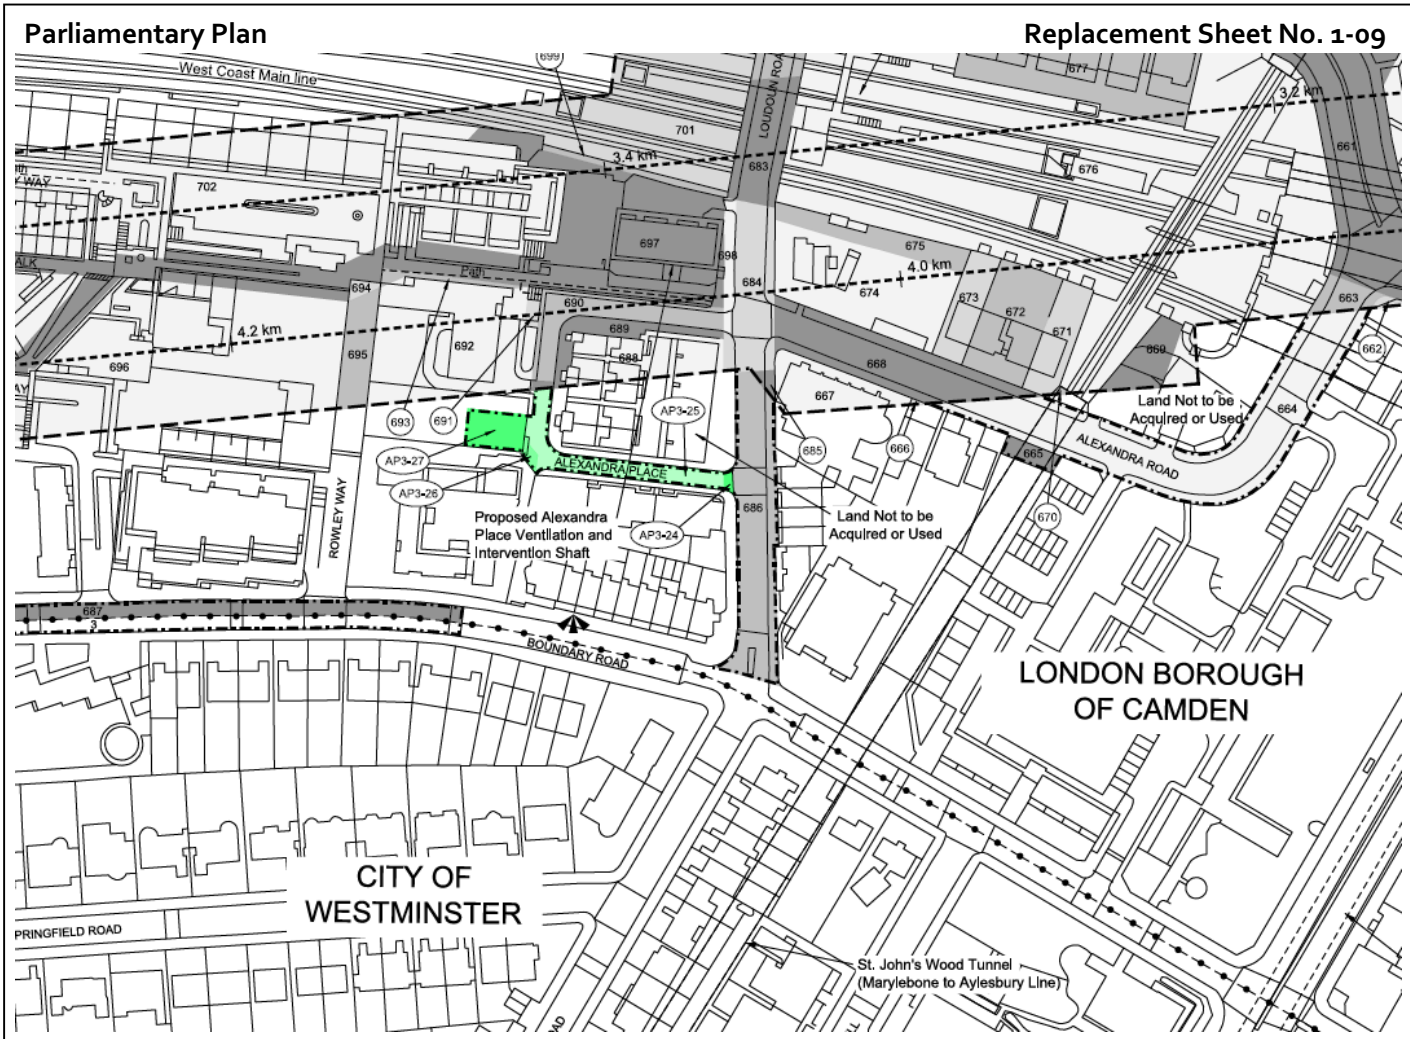 Parliamentary Plan
Replacement Sheet No. 1-09
699
677
West Coast Main line
3.2 km
LOUDOUN ROA
701
661
3.4 km
683
676
WAY
702
697
675
698
4.0 km
ALK
Path
694
684
674
673
663
690
672
671
4.2 km
689
662
692
688
668
669
695
696
667
Land Not to be
Acquired or Used
AP3-25
664
693
691
ALEXANDRA ROAD
685
666
665
AP3-27
ALEXANDRA PLACE
AP3-26
686
670
ROWLEY WAY
Proposed Alexandra
Place Ventilation and
Intervention Shaft
AP3-24
Land Not to be
Acquired or Used
687
3
BOUNDARY ROAD
LONDON BOROUGH
OF CAMDEN
CITY OF
WESTMINSTER
PRINGFIELD ROAD
St. John's Wood Tunnel
(Marylebone to Aylesbury Line)
OAD